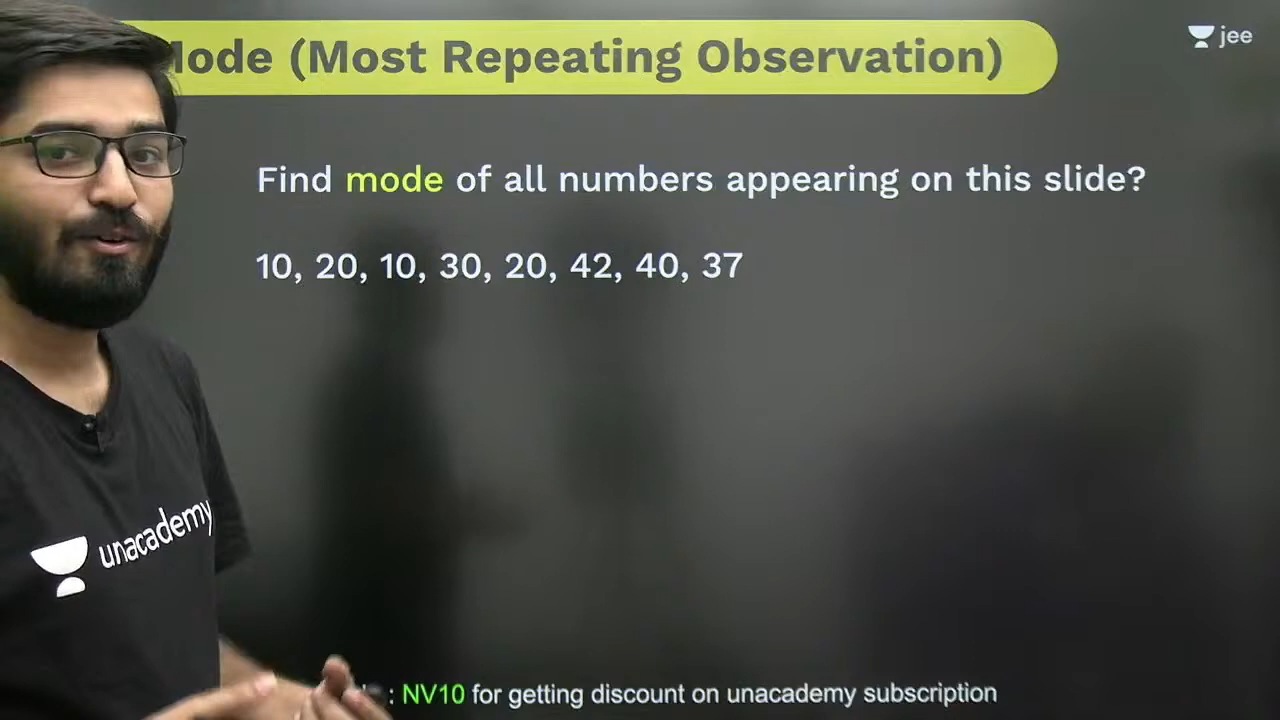 Mode (Most Repeating Observation)
jee
Find mode of all numbers appearing on this slide?
10, 20, 10, 30, 20, 42, 40, 37
unacademy
: NV10 for getting discount on unacademy subscription